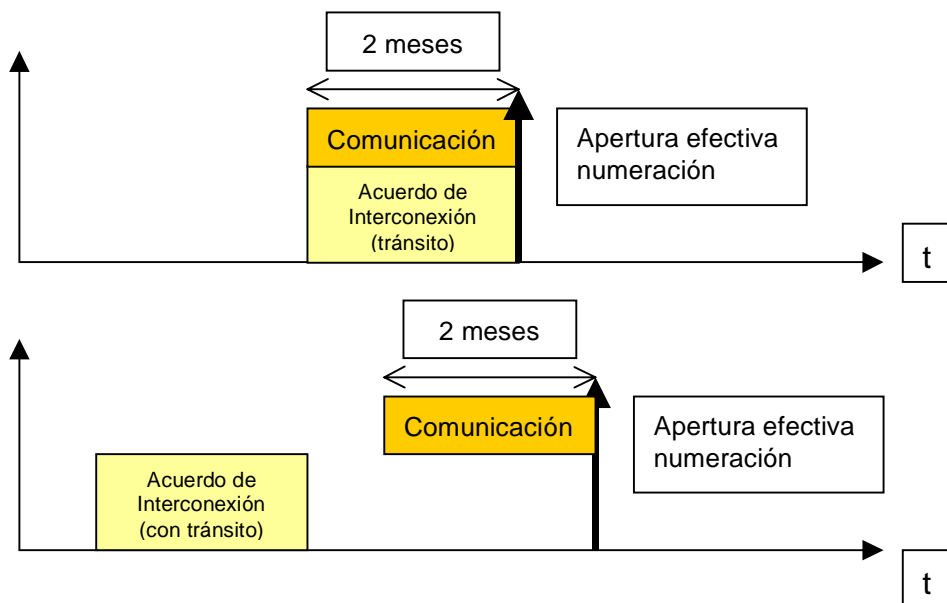 2 meses
Comunicación
Acuerdo de
Interconexión
(tránsito)
Apertura efectiva
numeración
t
2 meses
Comunicación
Apertura efectiva
numeración
Acuerdo de
Interconexión
(con tránsito)
t